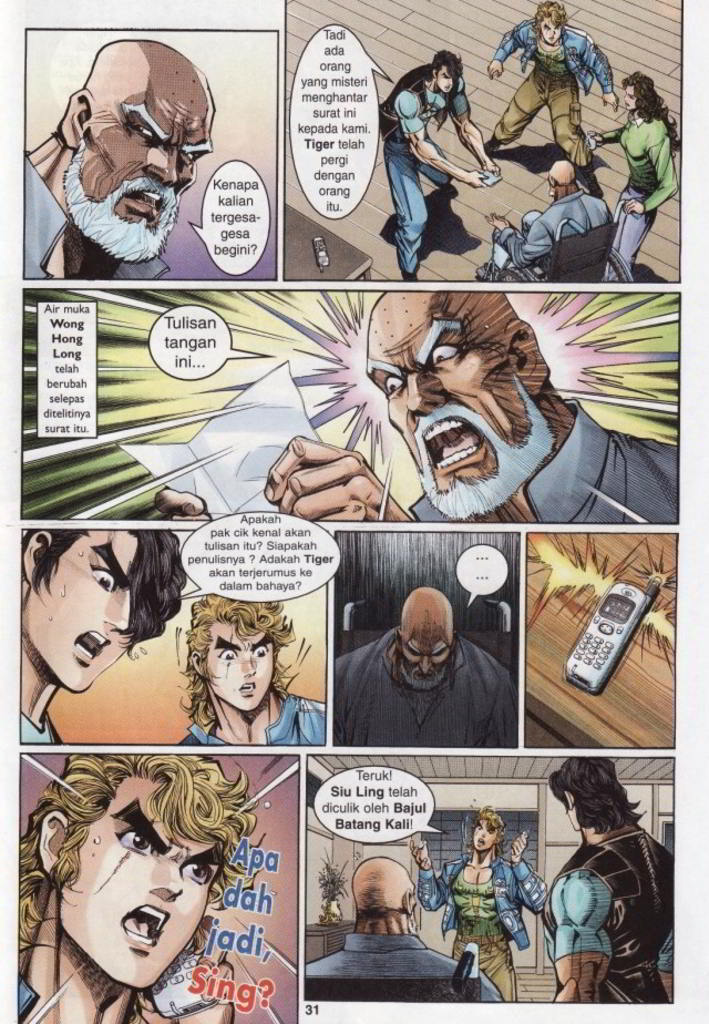 Kenapa
kalian
tergesa-
gesa
begini?
Tadi
ada
orang
yang misteri
menghantar
surat ini
kepada kami.
Tiger telah
pergi
dengan
orang
itu.
Air muka
Wong
Hong
Long
telah
berubah
selepas
ditelitinya
surat itu.
Tulisan
tangan
ini...
Apakah
pak cik kenal akan
tulisan itu? Siapakah
penulisnya ? Adakah Tiger
akan terjerumus ke
dalam bahaya?
...
...
Apa
dah
jadi,
Sing?
Teruk!
Siu Ling telah
diculik oleh Bajul
Batang Kali!
31